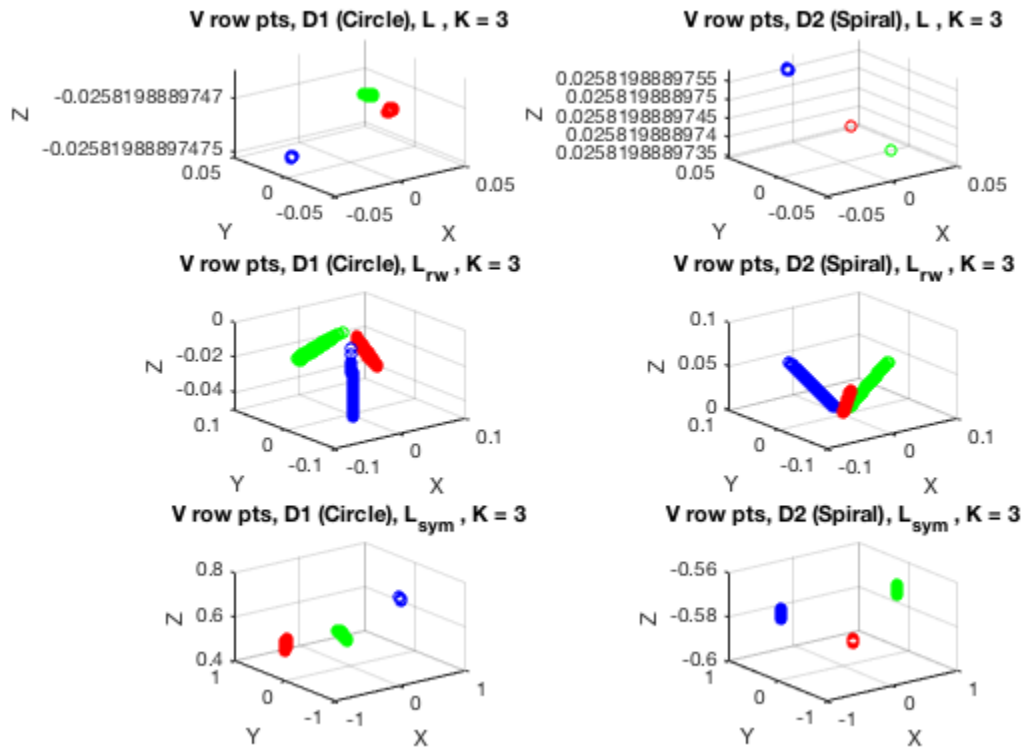 V row pts, D1 (Circle), L , K = 3
-0.0258198889747
-0.02581988897475
Z
0.05
0
-0.05
Y
-0.05
0
0.05
X
V row pts, D2 (Spiral), L , K = 3
0.0258198889755
0.025819888975
0.0258198889745
0.025819888974
0.0258198889735
Z
0.05
0
-0.05
Y
-0.05
0
0.05
X
V row pts, D1 (Circle), L_rw , K = 3
0
-0.02
-0.04
Z
0.1
0
-0.1
Y
-0.1
0
0.1
X
V row pts, D2 (Spiral), L_rw , K = 3
0.1
0.05
0
Z
0.1
0
-0.1
Y
-0.1
0
0.1
X
V row pts, D1 (Circle), L_sym , K = 3
0.8
0.6
0.4
Z
1
0
-1
Y
-1
0
1
X
V row pts, D2 (Spiral), L_sym , K = 3
-0.56
-0.58
-0.6
Z
1
0
-1
Y
-1
0
1
X